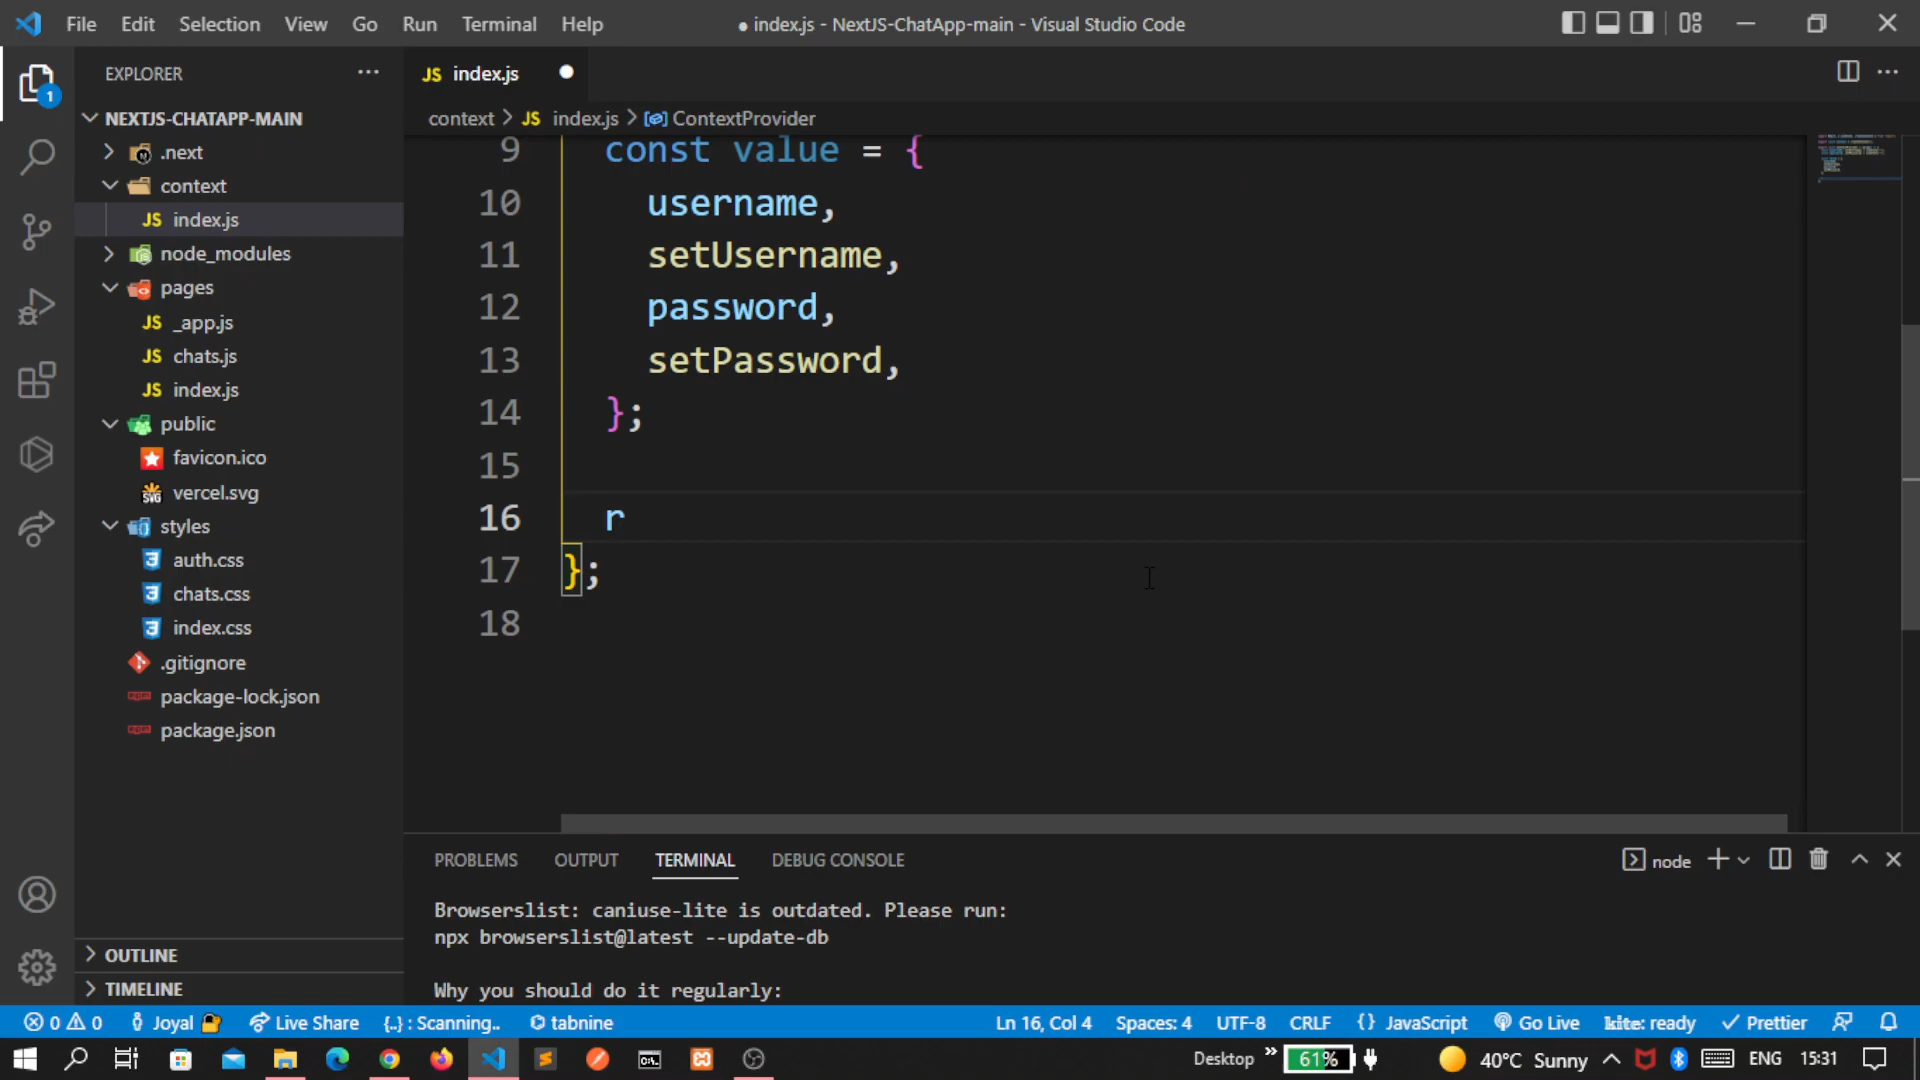 File Edit Selection View Go Run Terminal Help
● index.js - NextJS-ChatApp-main - Visual Studio Code
EXPLORER
NEXTJS-CHATAPP-MAIN
.next
context
JS index.js
node_modules
pages
JS _app.js
JS chats.js
JS index.js
public
favicon.ico
vercel.svg
styles
auth.css
chats.css
index.css
.gitignore
package-lock.json
package.json
OUTLINE
TIMELINE
1
JS index.js
context > JS index.js > ContextProvider
9 const value = {
10 username,
11 setUsername,
12 password,
13 setPassword,
14 };
15
16 r
17 };
18
PROBLEMS OUTPUT TERMINAL DEBUG CONSOLE
node
Browserslist: caniuse-lite is outdated. Please run:
npx browserslist@latest --update-db
Why you should do it regularly:
0 0 Joyal Live Share {..} : Scanning.. tabnine
Ln 16, Col 4 Spaces: 4 UTF-8 CRLF {} JavaScript Go Live kite: ready Prettier
Desktop » 61% 40°C Sunny ENG 15:31